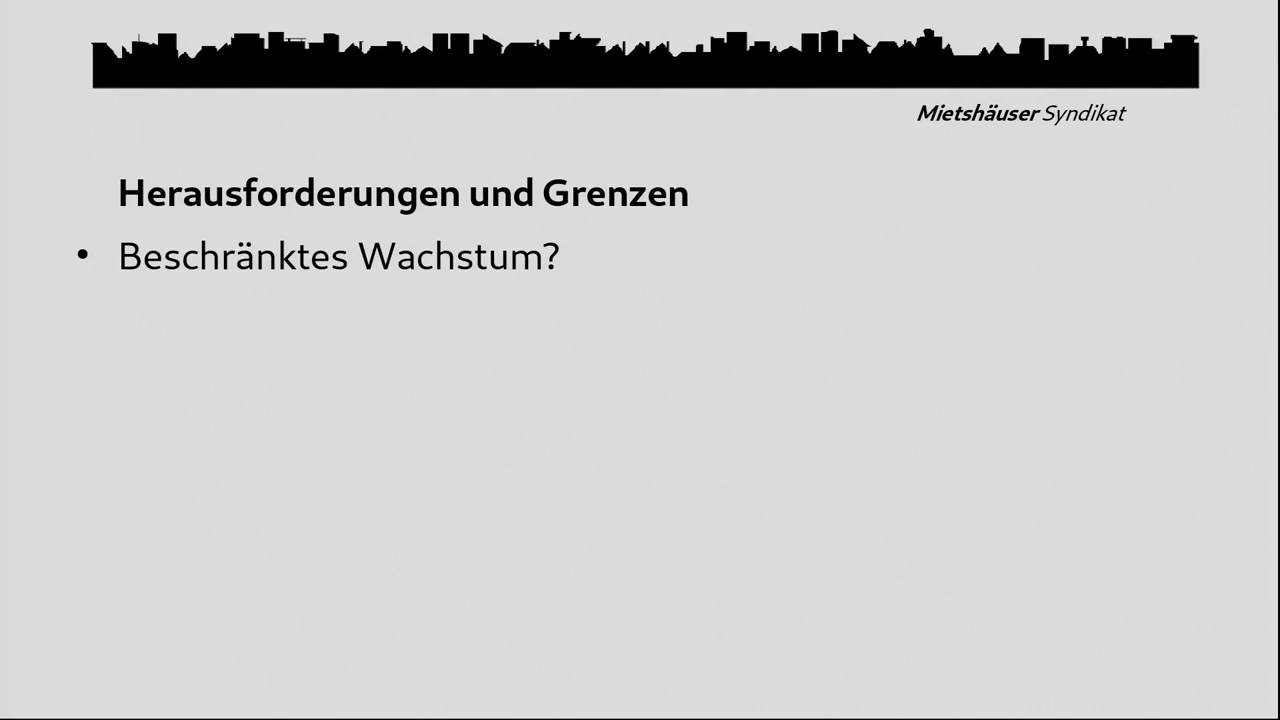 Mietshäuser Syndikat
Herausforderungen und Grenzen
• Beschränktes Wachstum?